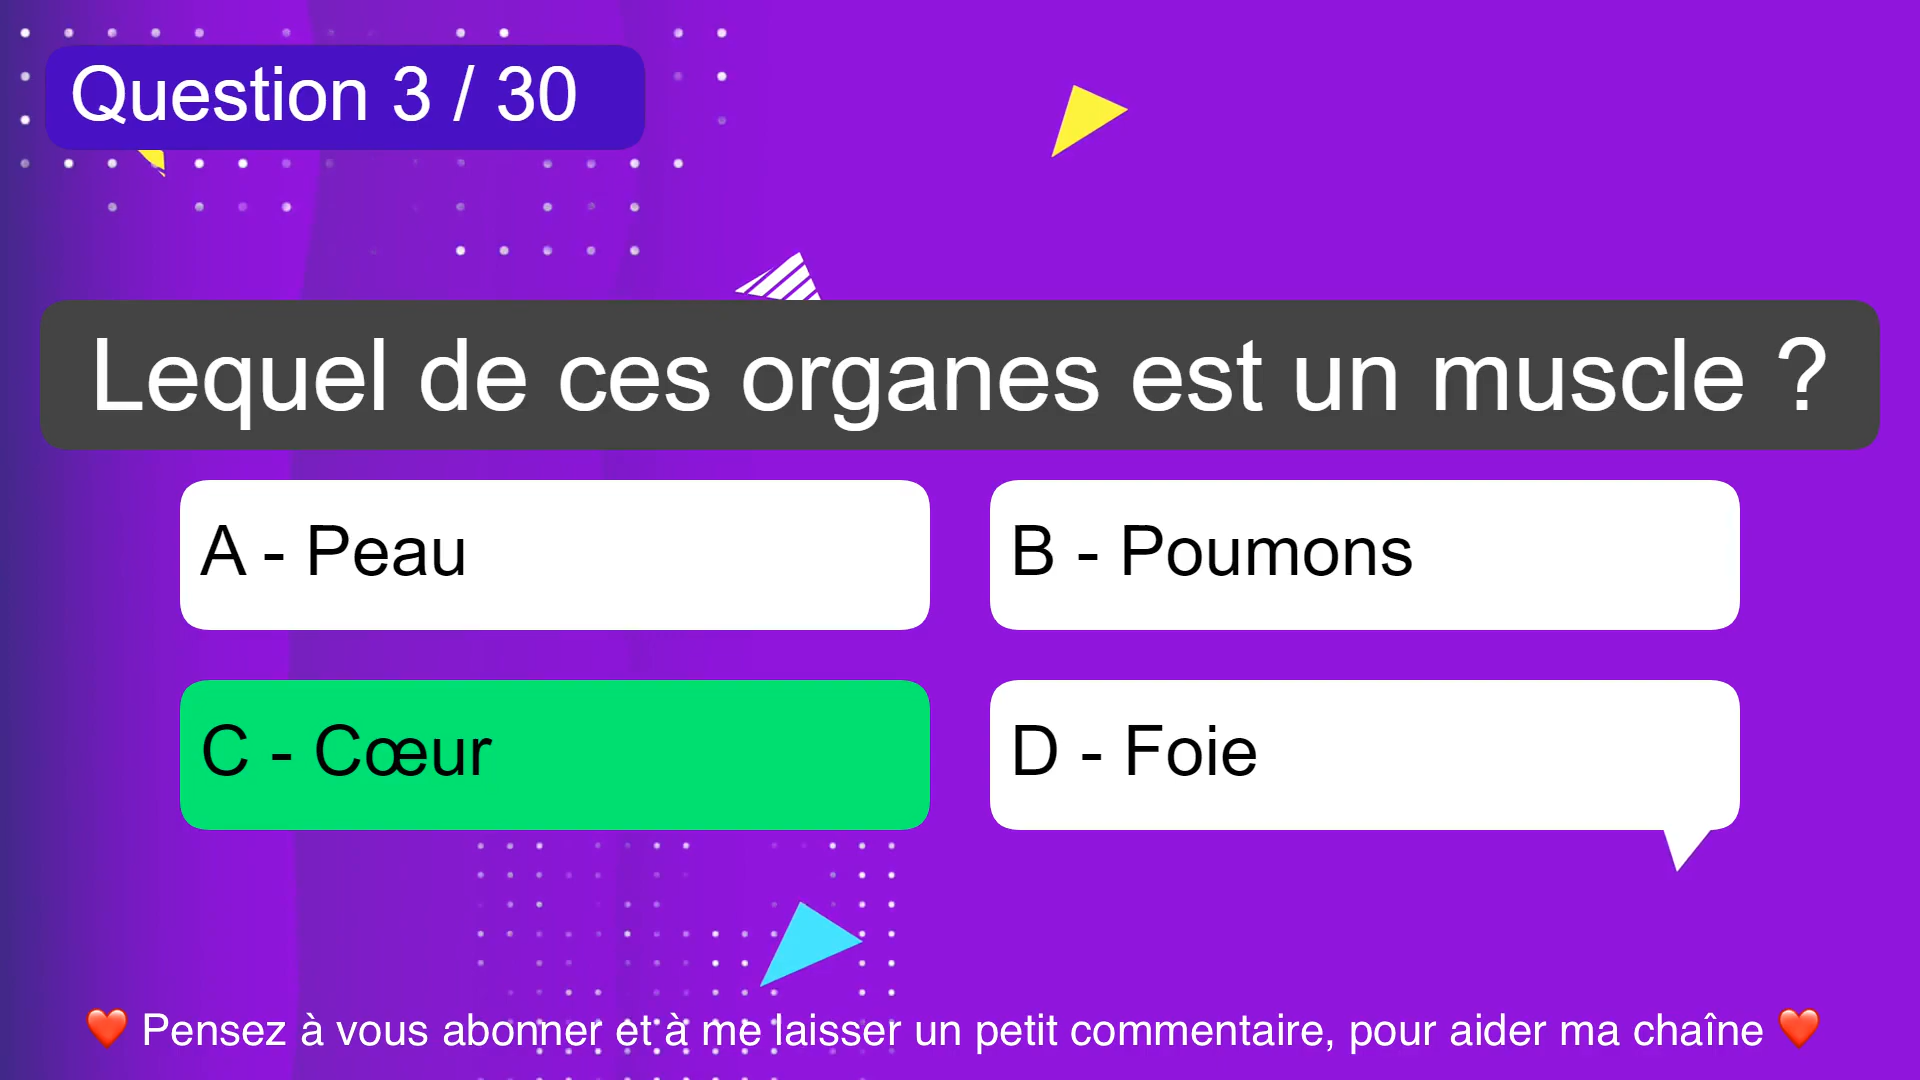 Question 3 / 30
Lequel de ces organes est un muscle ?
A - Peau
B - Poumons
C - Cœur
D - Foie
❤️ Pensez à vous abonner et à me laisser un petit commentaire, pour aider ma chaîne ❤️